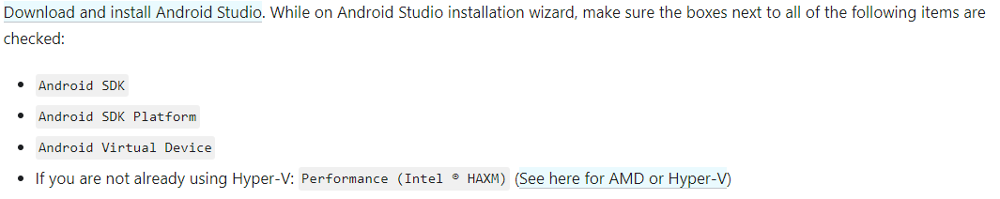 Download and install Android Studio. While on Android Studio installation wizard, make sure the boxes next to all of the following items are
checked:
• Android SDK
• Android SDK Platform
• Android Virtual Device
• If you are not already using Hyper-V: Performance (Intel ® HAXM) (See here for AMD or Hyper-V)